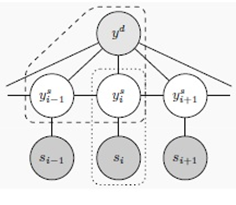 y^d
y^s_{i-1} y^s_i y^s_{i+1}
s_{i-1} s_i s_{i+1}